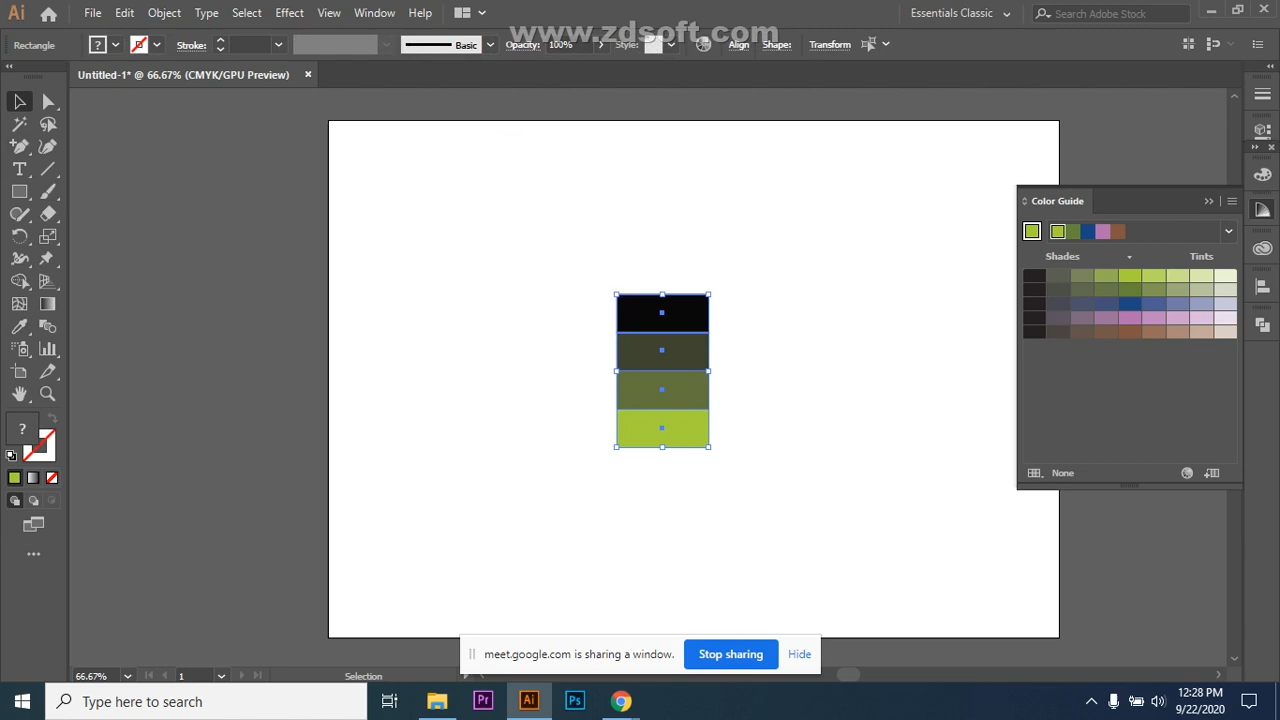 Ai File Edit Object Type Select Effect View Window Help Essentials Classic Search Adobe Stock
www.zdsoft.com
Rectangle ? Stroke: Basic Opacity: 100% Style: Align Shape: Transform
Untitled-1* @ 66.67% (CMYK/GPU Preview)
Color Guide
Shades Tints
None
?
meet.google.com is sharing a window. Stop sharing Hide
66.67% 1 Selection
Type here to search Pr Ai Ps 12:28 PM
9/22/2020